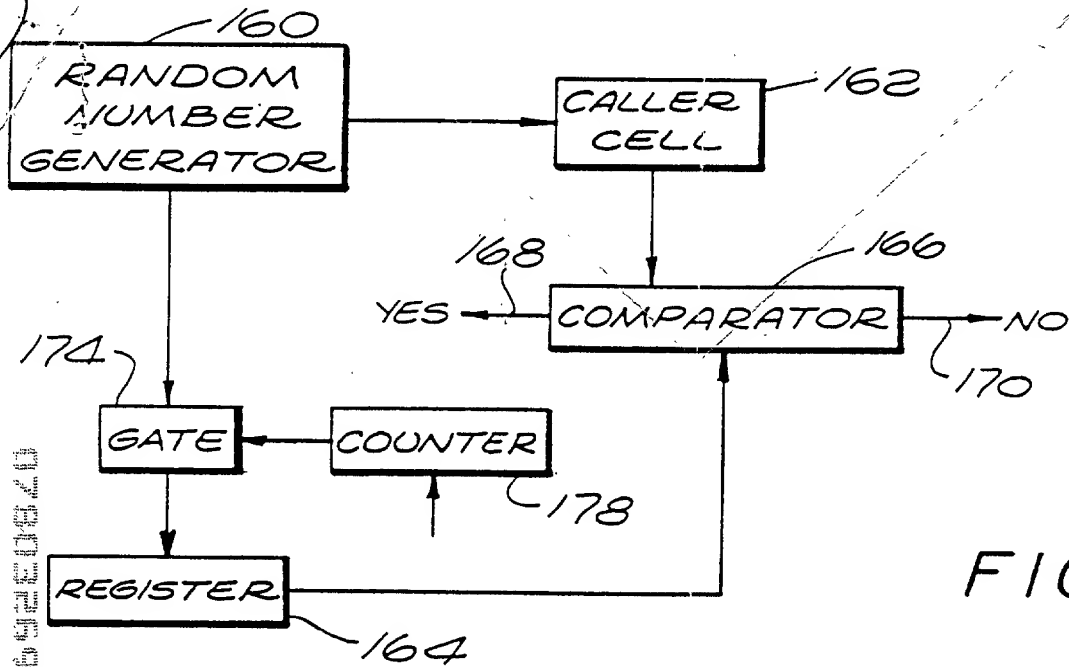 160
RANDOM
NUMBER
GENERATOR
CALLER
CELL
162
168
166
YES
COMPARATOR
NO
170
174
GATE
COUNTER
178
REGISTER
164
FIG